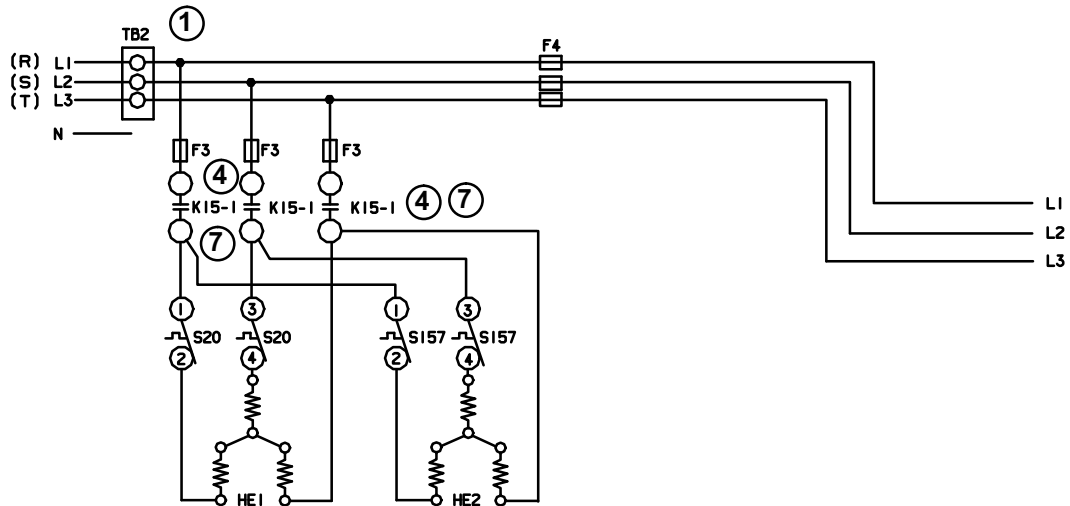 1
TB2
F4
(R) L1
(S) L2
(T) L3
N
F3 F3 F3
4
K15-1 K15-1 K15-1 4 7
L1
7
L2
L3
1 3 1 3
S20 S20 S157 S157
2 4 2 4
HE1 HE2